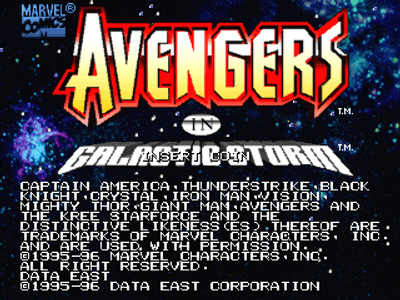 MARVEL®
COMICS
AVENGERS
TM
IN
TM
GALACTIC STORM
INSERT COIN
CAPTAIN AMERICA,THUNDERSTRIKE,BLACK
KNIGHT,CRYSTAL,IRON MAN,VISION
MIGHTY THOR,GIANT MAN,AVENGERS AND
THE KREE STARFORCE AND THE
DISTINCTIVE LIKENESS(ES) THEREOF ARE
TRADEMARKS OF MARVEL CHARACTERS, INC.
AND ARE USED WITH PERMISSION.
©1995-96 MARVEL CHARACTERS,INC.
ALL RIGHT RESERVED.
DATA EAST
©1995-96 DATA EAST CORPORATION